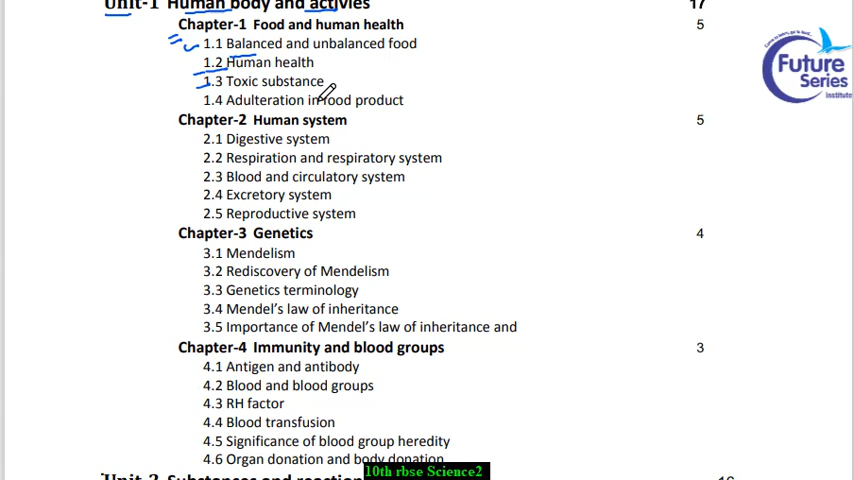 Unit-1 Human body and activies 17
Chapter-1 Food and human health 5
1.1 Balanced and unbalanced food
1.2 Human health
1.3 Toxic substance
1.4 Adulteration in food product
Chapter-2 Human system 5
2.1 Digestive system
2.2 Respiration and respiratory system
2.3 Blood and circulatory system
2.4 Excretory system
2.5 Reproductive system
Chapter-3 Genetics 4
3.1 Mendelism
3.2 Rediscovery of Mendelism
3.3 Genetics terminology
3.4 Mendel's law of inheritance
3.5 Importance of Mendel's law of inheritance and
Chapter-4 Immunity and blood groups 3
4.1 Antigen and antibody
4.2 Blood and blood groups
4.3 RH factor
4.4 Blood transfusion
4.5 Significance of blood group heredity
4.6 Organ donation and body donation
10th rbse Science2
Substances and reaction
Future
Series
Institute